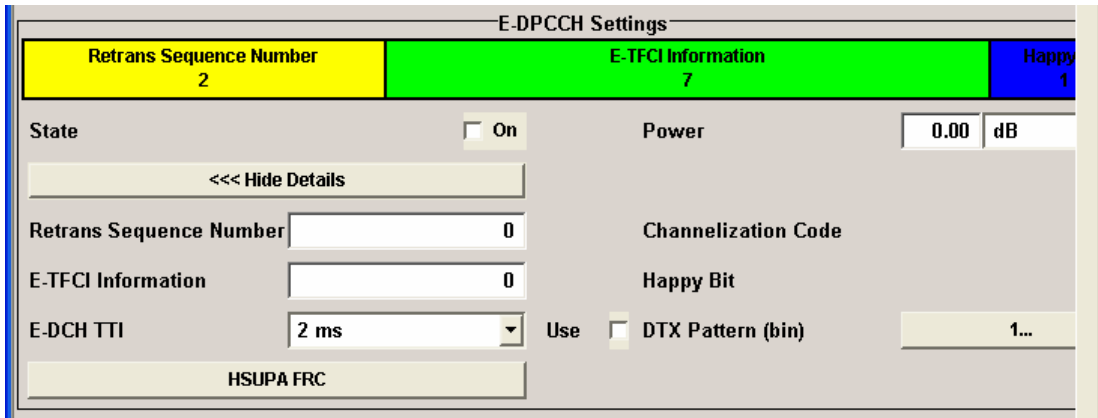 E-DPCCH Settings
Retrans Sequence Number E-TFCI Information Happy
2 7 1
State On Power 0.00 dB
<<< Hide Details
Retrans Sequence Number 0 Channelization Code
E-TFCI Information 0 Happy Bit
E-DCH TTI 2 ms Use DTX Pattern (bin) 1...
HSUPA FRC